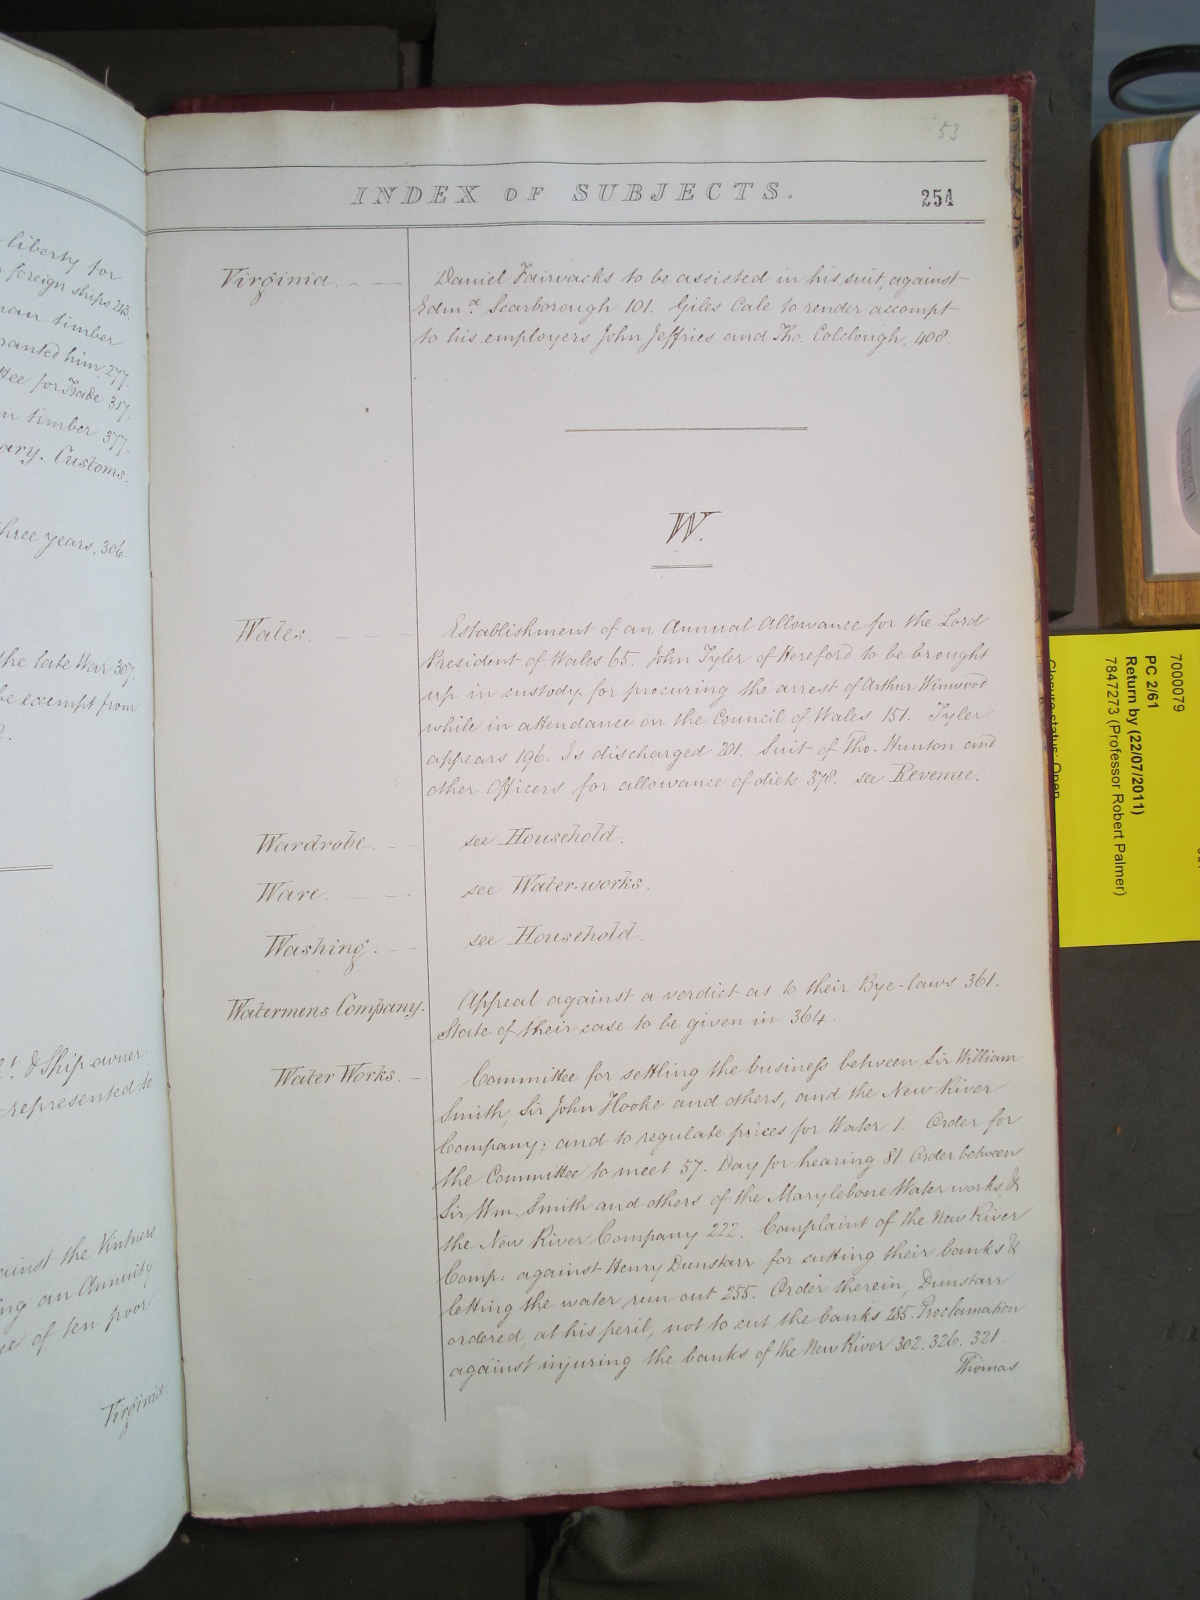 liberty for
foreign ships 243.
man timber
ranted him, 277.
ttee for Trade 317.
n timber 377.
ary. Customs.
three years, 306.
the late War 307.
be exempt from
& Ship-owner
represented to
ainst the Vintners
ing an Annuity
ee of ten poor
Virginia.
53
INDEX OF SUBJECTS.
254
Virginia.
Daniel Fairvacks to be assisted in his suit, against
Edmd. Scarborough 101. Giles Cale to render accompt
to his employers John Jeffries and Tho. Colclough, 408.
W.
Wales.
Establishment of an Annual Allowance for the Lord
President of Wales 65. John Tyler of Hereford to be brought
up in custody for procuring the arrest of Arthur Winwood
while in attendance on the Council of Wales 151. Tyler
appears 196. Is discharged 201. Suit of Tho. Hunton and
other Officers for allowance of diett 378. see Revenue.
Wardrobe.
see Household.
Ware.
see Water-works.
Washing.
see Household.
Watermens Company.
Appeal against a verdict as to their Bye-laws 361.
State of their case to be given in 364.
Water Works.
Committee for settling the business between Sir William
Smith, Sir John Hooke and others, and the New River
Company; and to regulate prices for Water 1. Order for
the Committee to meet 57. Day for hearing 81. Order between
Sir Wm. Smith and others of the Marylebone Water works, &
the New River Company 222. Complaint of the New River
Comp: against Henry Dunstarr for cutting their banks &
letting the water run out 255. Order therein, Dunstarr
ordered, at his peril, not to cut the banks 285. Proclamation
against injuring the banks of the New River 302. 326. 321.
Thomas
7000079
PC 2/61
Return by (22/07/2011)
7847273 (Professor Robert Palmer)
Closure status: Open